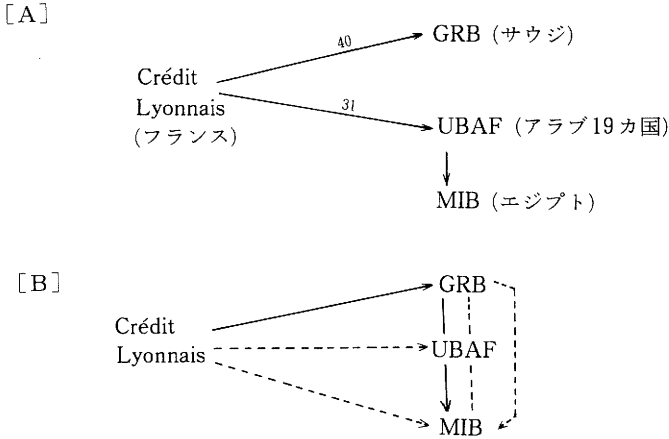 [A]
40
GRB (サウジ)
Crédit
Lyonnais
(フランス)
31
UBAF (アラブ19カ国)
MIB (エジプト)
[B]
GRB
Crédit
Lyonnais
UBAF
MIB